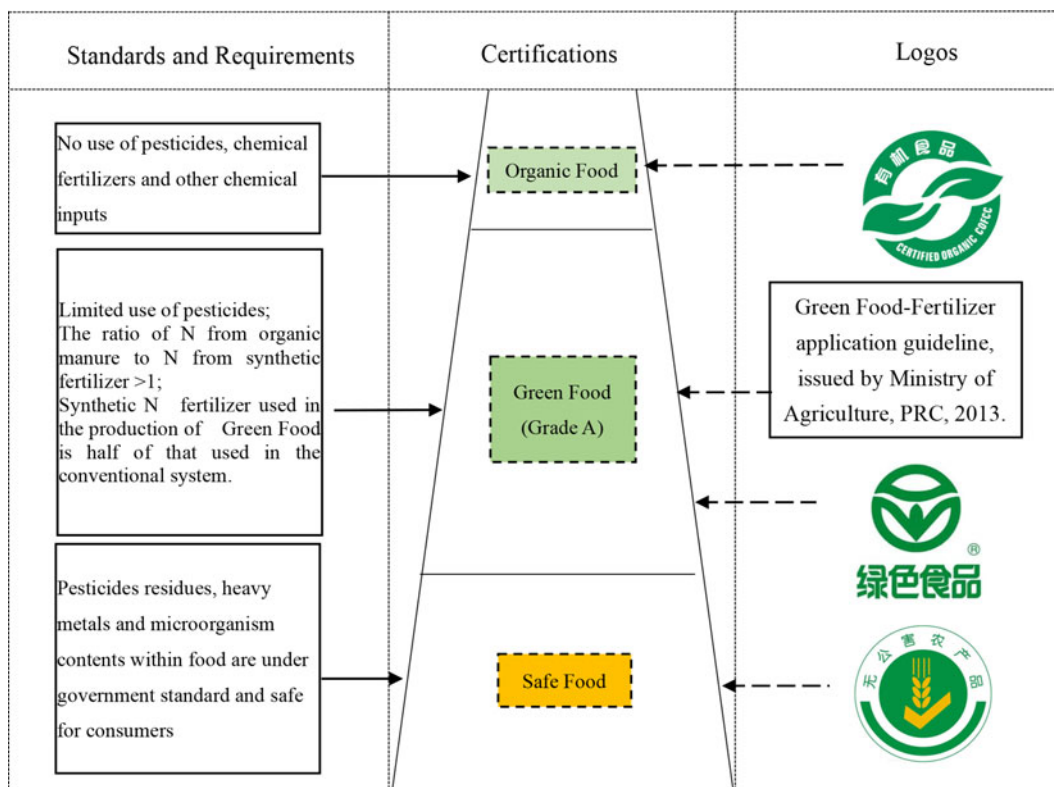 Standards and Requirements
Certifications
Logos
No use of pesticides, chemical
fertilizers and other chemical
inputs
Organic Food
有机食品
CERTIFIED ORGANIC COFCC
Limited use of pesticides;
The ratio of N from organic
manure to N from synthetic
fertilizer >1;
Synthetic N fertilizer used in
the production of Green Food
is half of that used in the
conventional system.
Green Food
(Grade A)
Green Food-Fertilizer
application guideline,
issued by Ministry of
Agriculture, PRC, 2013.
®
绿色食品
Pesticides residues, heavy
metals and microorganism
contents within food are under
government standard and safe
for consumers
Safe Food
无公害农产品